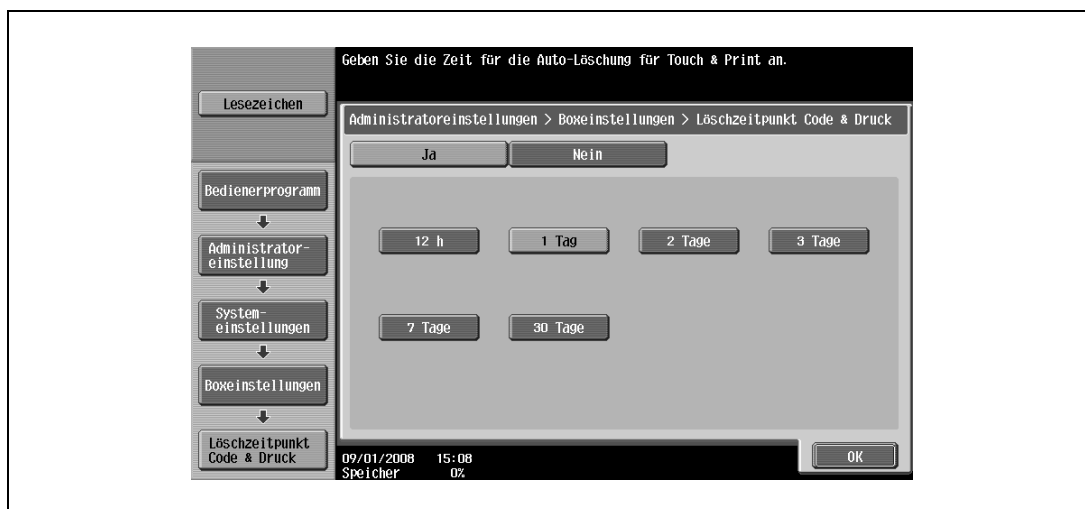 Geben Sie die Zeit für die Auto-Löschung für Touch & Print an.
Lesezeichen
Administratoreinstellungen > Boxeinstellungen > Löschzeitpunkt Code & Druck
Ja
Nein
Bedienerprogramm
12 h
1 Tag
2 Tage
3 Tage
Administrator-
einstellung
System-
einstellungen
7 Tage
30 Tage
Boxeinstellungen
Löschzeitpunkt
Code & Druck
09/01/2008 15:08
Speicher 0%
OK